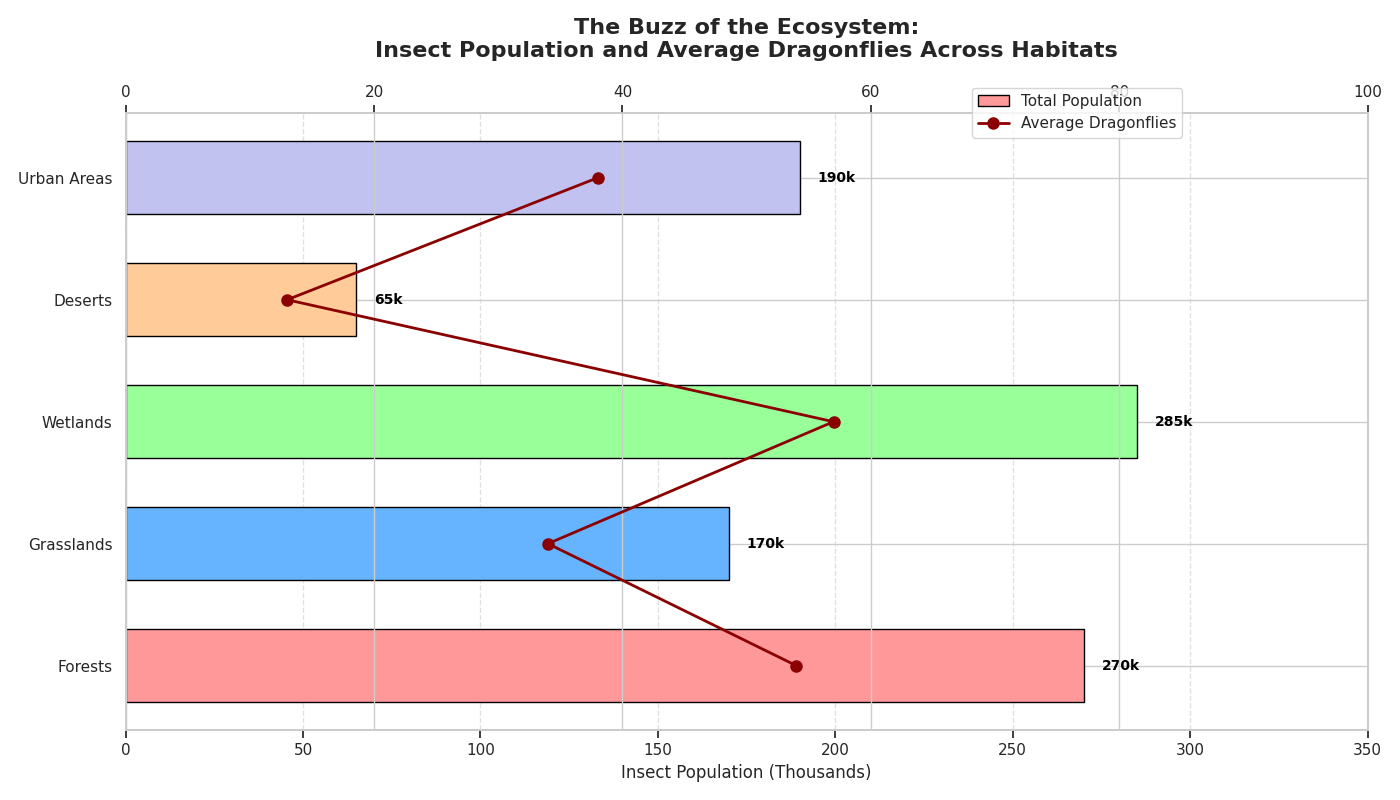 The Buzz of the Ecosystem:
Insect Population and Average Dragonflies Across Habitats
0 20 40 60 80 100
Total Population
Average Dragonflies
Urban Areas 190k
Deserts 65k
Wetlands 285k
Grasslands 170k
Forests 270k
0 50 100 150 200 250 300 350
Insect Population (Thousands)